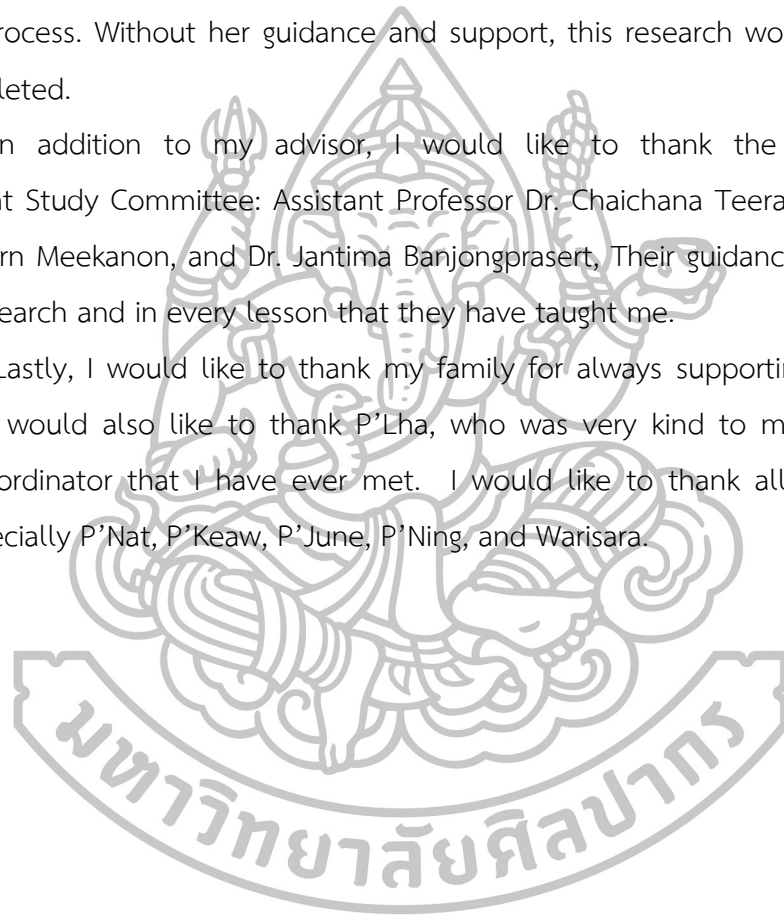 rocess. Without her guidance and support, this research wo
leted.
n addition to my advisor, I would like to thank the
t Study Committee: Assistant Professor Dr. Chaichana Teera
rn Meekanon, and Dr. Jantima Banjongprasert, Their guidanc
earch and in every lesson that they have taught me.
Lastly, I would like to thank my family for always supporti
would also like to thank P'Lha, who was very kind to m
ordinator that I have ever met. I would like to thank all
ecially P'Nat, P'Keaw, P'June, P'Ning, and Warisara.
มหาวิทยาลัยศิลปากร